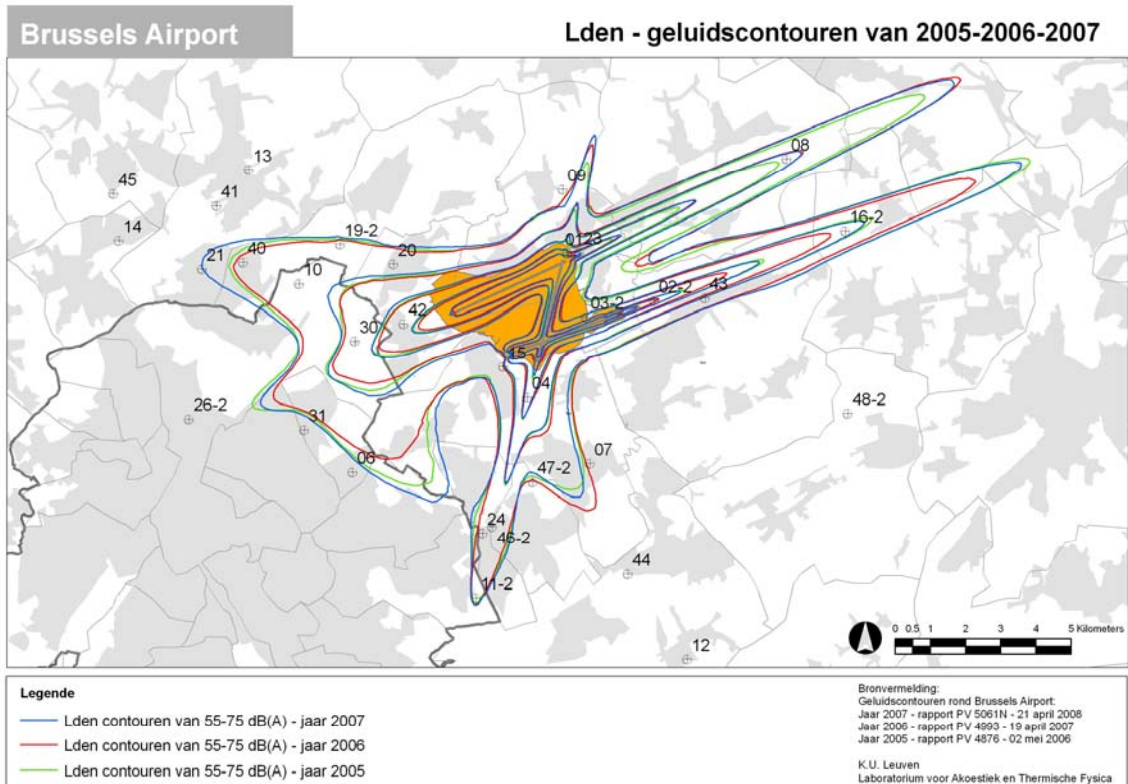 Brussels Airport
Lden - geluidscontouren van 2005-2006-2007
08
13
45
09
41
14
16-2
19-2
20
0123
21
40
10
02-2
43
03-2
42
30
15
04
26-2
48-2
31
07
06
47-2
24
46-2
44
11-2
12
0 0.5 1 2 3 4 5 Kilometers
Legende
Lden contouren van 55-75 dB(A) - jaar 2007
Lden contouren van 55-75 dB(A) - jaar 2006
Lden contouren van 55-75 dB(A) - jaar 2005
Bronvermelding:
Geluidscontouren rond Brussels Airport:
Jaar 2007 - rapport PV 5061N - 21 april 2008
Jaar 2006 - rapport PV 4993 - 19 april 2007
Jaar 2005 - rapport PV 4876 - 02 mei 2006
K.U. Leuven
Laboratorium voor Akoestiek en Thermische Fysica